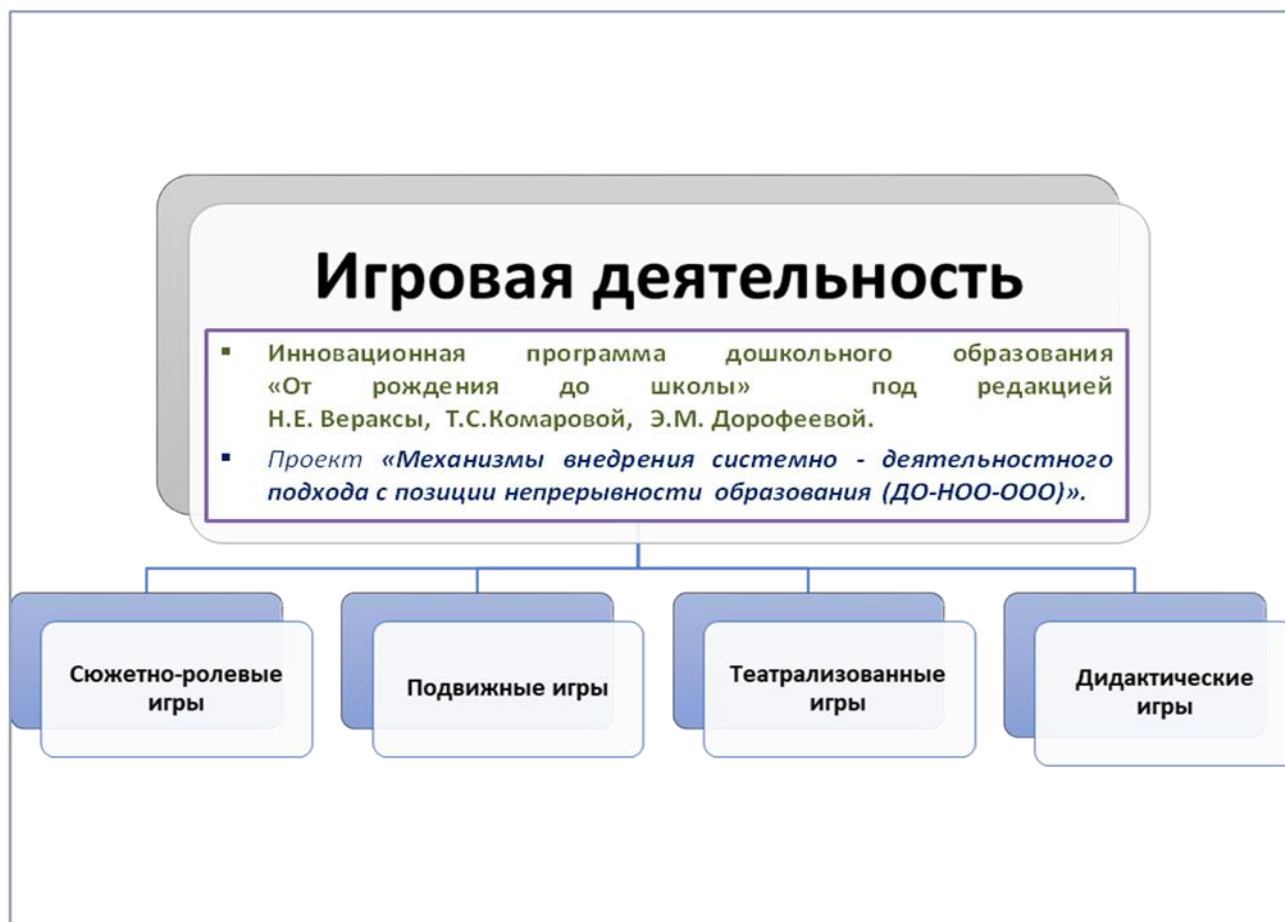 Игровая деятельность
▪ Инновационная программа дошкольного образования
«От рождения до школы» под редакцией
Н.Е. Вераксы, Т.С.Комаровой, Э.М. Дорофеевой.
▪ Проект «Механизмы внедрения системно - деятельностного
подхода с позиции непрерывности образования (ДО-НОО-ООО)».
Сюжетно-ролевые
игры
Подвижные игры
Театрализованные
игры
Дидактические
игры